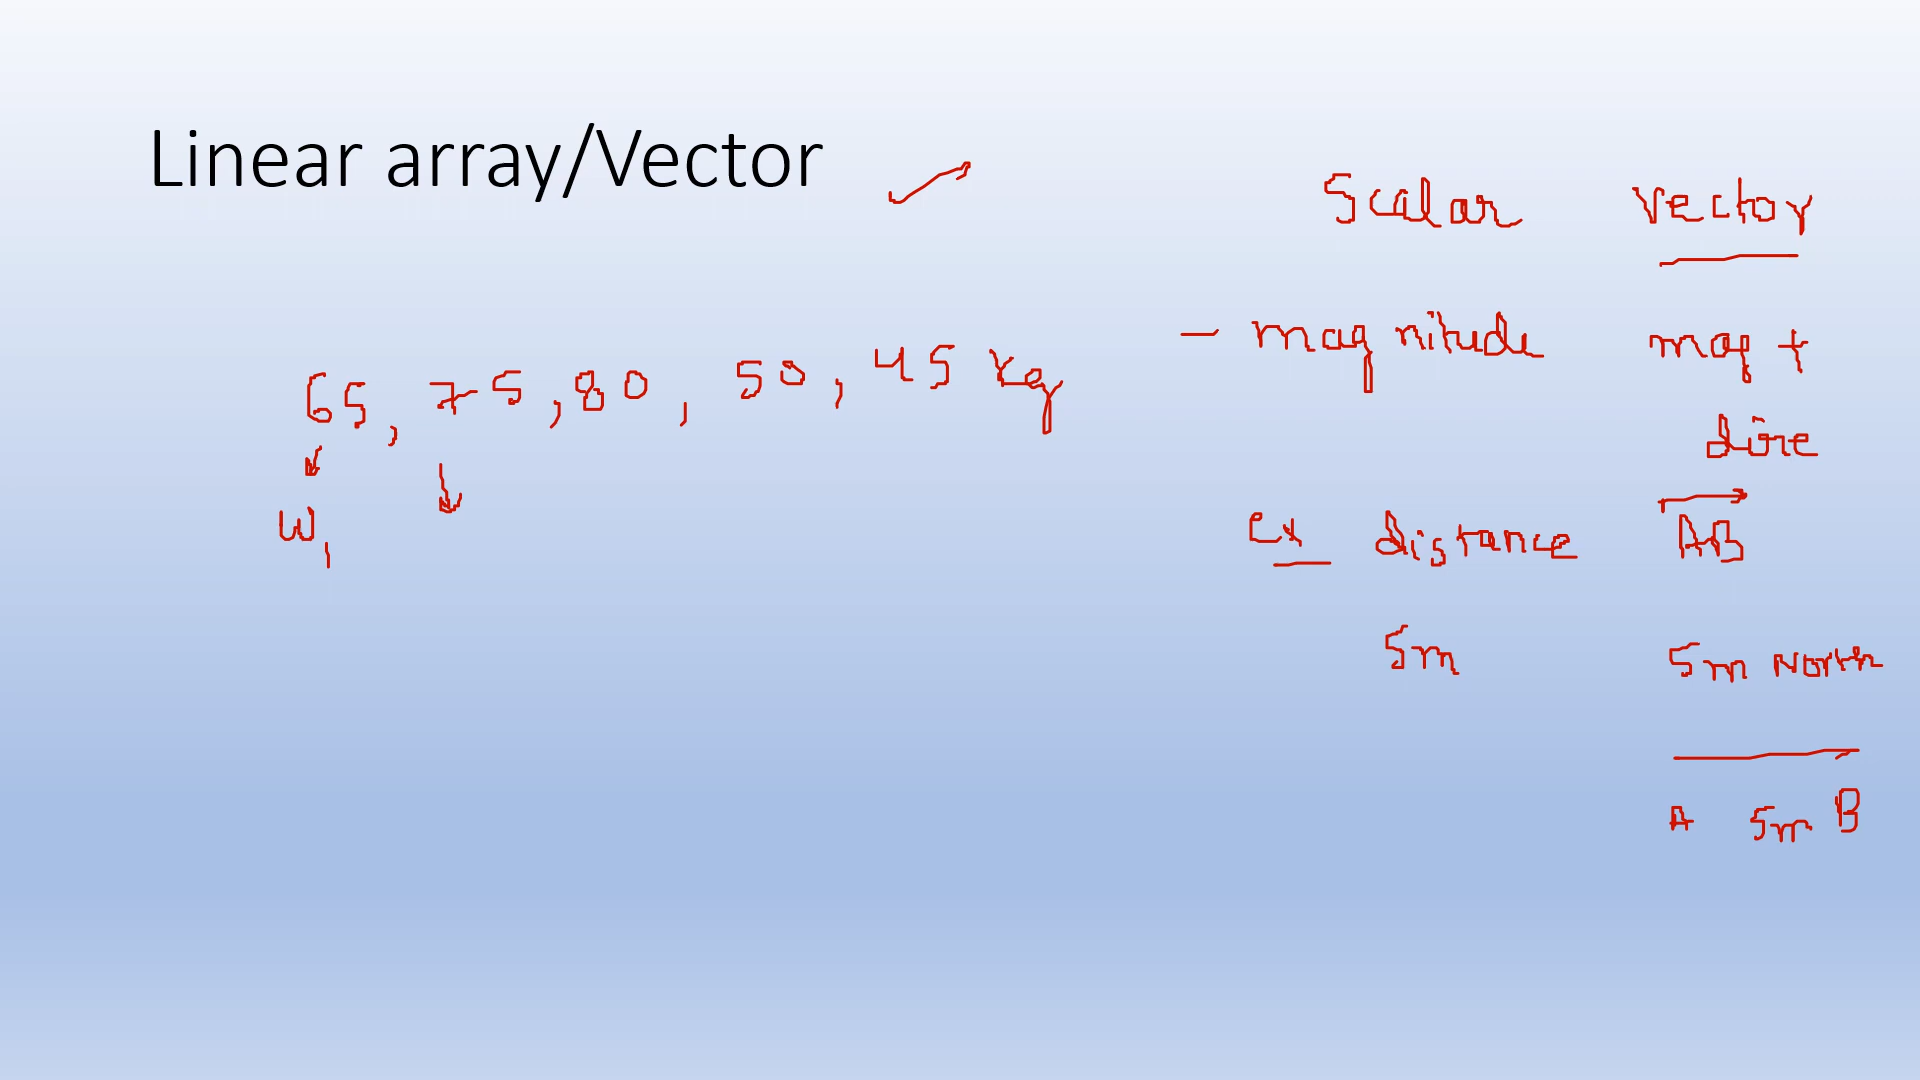 Linear array/Vector
Scalar vector
- magnitude mag +
dire
65, 75, 80, 50, 45 kg
W1
Ex distance AB
5m 5m North
A 5m B